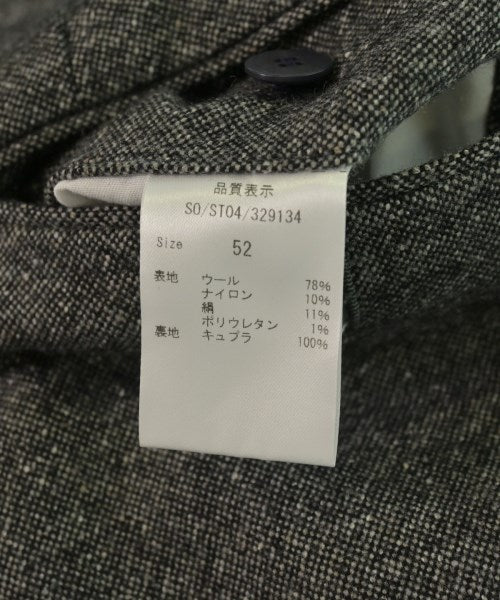 品質表示
SO/ST04/329134
Size 52
表地 ウール 78%
ナイロン 10%
絹 11%
ポリウレタン 1%
裏地 キュプラ 100%